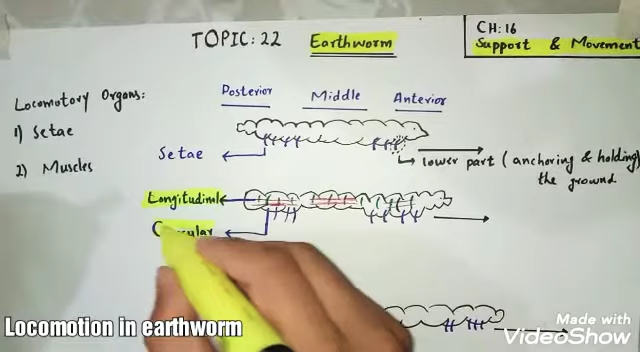 TOPIC: 22 Earthworm
CH: 16
Support & Movement
Posterior Middle Anterior
Locomotory Organs:
1) Setae
2) Muscles
Setae
lower part (anchoring & holding
the ground
Longitudinal
Locomotion in earthworm
Made with
VideoShow